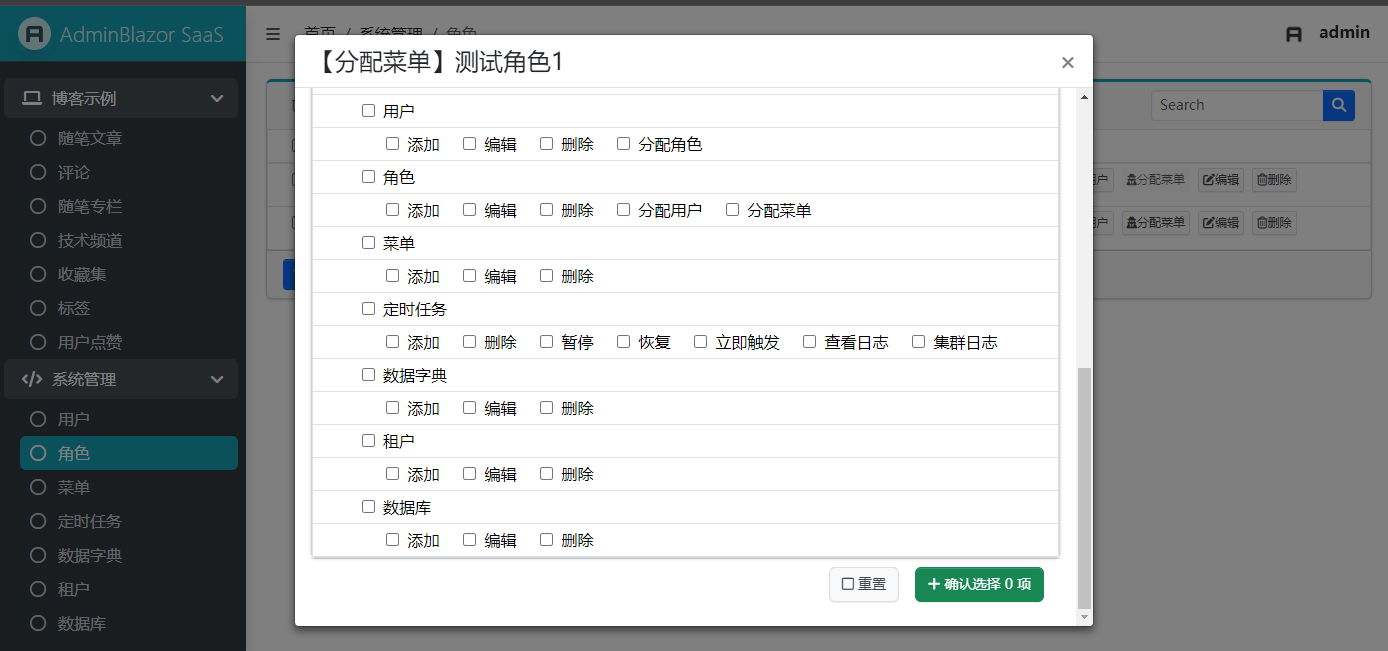 AdminBlazor SaaS
博客示例
随笔文章
评论
随笔专栏
技术频道
收藏集
标签
用户点赞
系统管理
用户
角色
菜单
定时任务
数据字典
租户
数据库
首页 / 系统管理 / 角色
admin
Search
户 分配菜单 编辑 删除
户 分配菜单 编辑 删除
【分配菜单】测试角色1
×
用户
添加 编辑 删除 分配角色
角色
添加 编辑 删除 分配用户 分配菜单
菜单
添加 编辑 删除
定时任务
添加 删除 暂停 恢复 立即触发 查看日志 集群日志
数据字典
添加 编辑 删除
租户
添加 编辑 删除
数据库
添加 编辑 删除
重置 确认选择 0 项